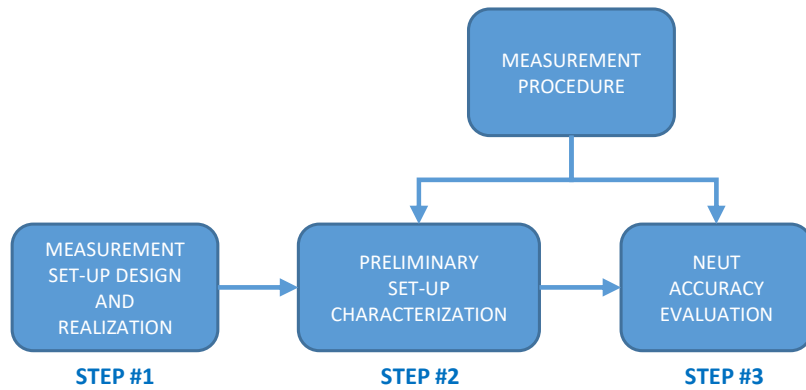 MEASUREMENT
PROCEDURE
MEASUREMENT
SET-UP DESIGN
AND
REALIZATION
PRELIMINARY
SET-UP
CHARACTERIZATION
NEUT
ACCURACY
EVALUATION
STEP #1
STEP #2
STEP #3